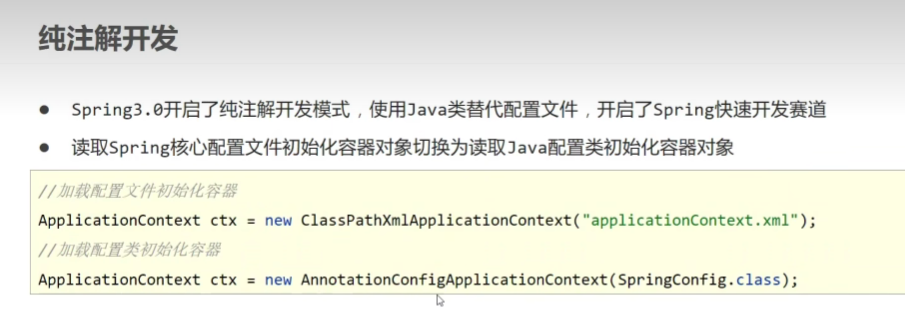 纯注解开发
● Spring3.0开启了纯注解开发模式，使用Java类替代配置文件，开启了Spring快速开发赛道
● 读取Spring核心配置文件初始化容器对象切换为读取Java配置类初始化容器对象
//加载配置文件初始化容器
ApplicationContext ctx = new ClassPathXmlApplicationContext("applicationContext.xml");
//加载配置类初始化容器
ApplicationContext ctx = new AnnotationConfigApplicationContext(SpringConfig.class);